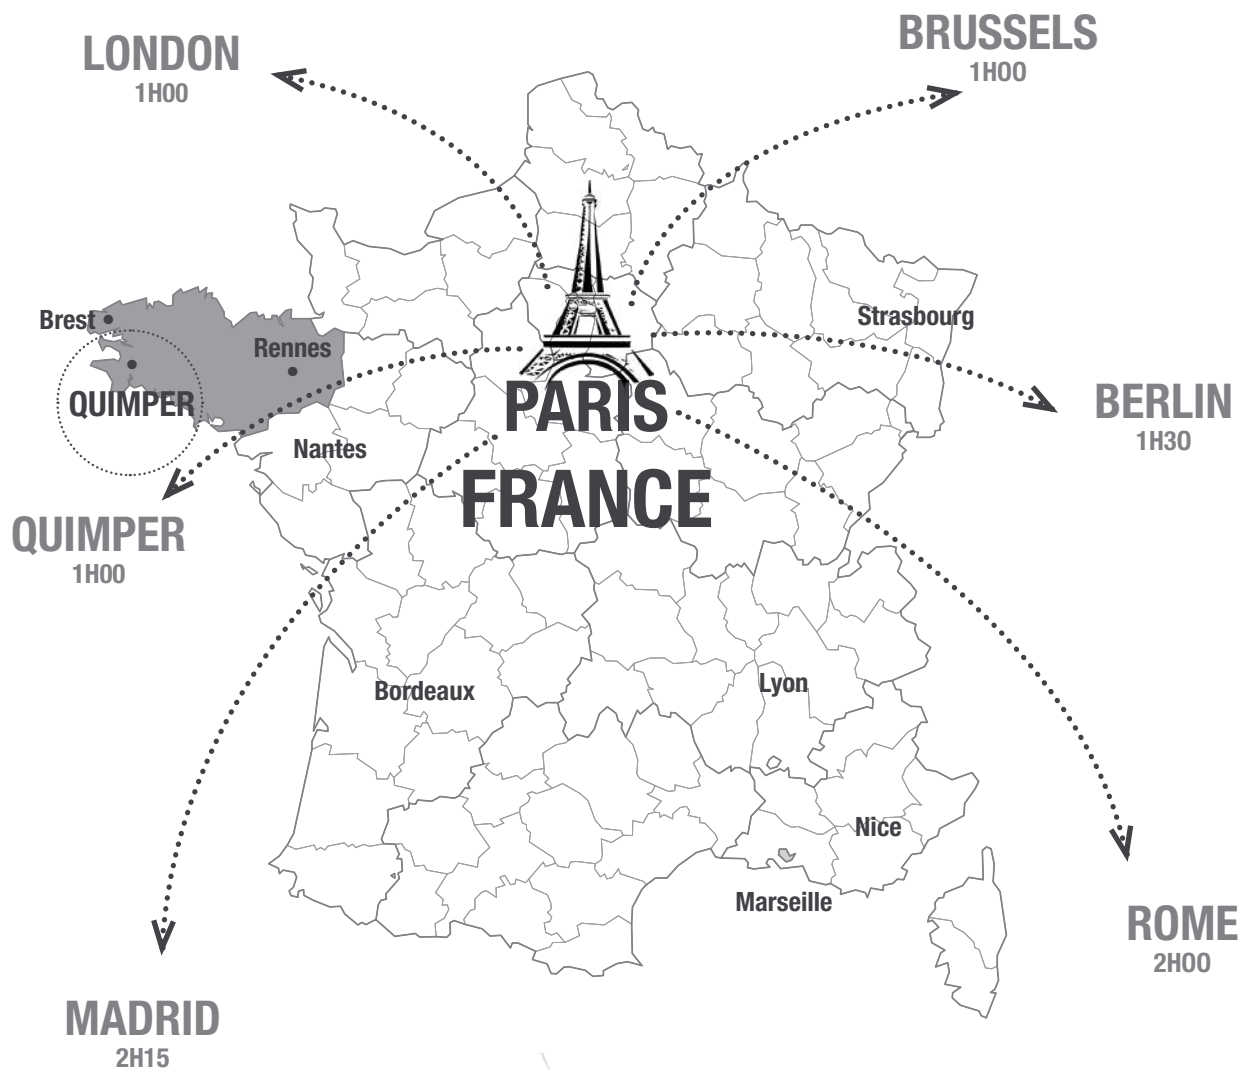 LONDON
1H00
BRUSSELS
1H00
Brest
Rennes
Strasbourg
QUIMPER
PARIS
BERLIN
1H30
Nantes
FRANCE
QUIMPER
1H00
Bordeaux
Lyon
Nice
Marseille
ROME
2H00
MADRID
2H15